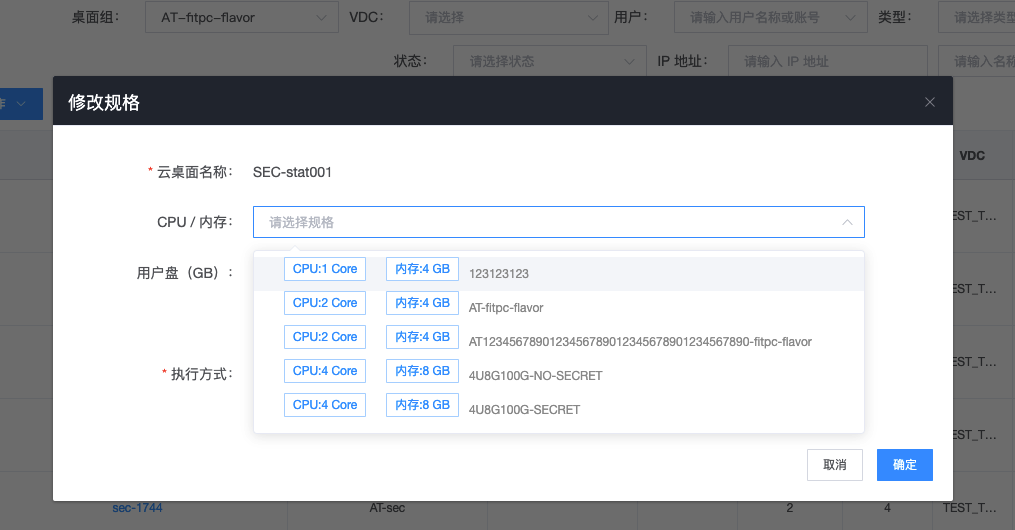 桌面组： AT-fitpc-flavor VDC： 请选择 用户： 请输入用户名称或账号 类型： 请选择类型
状态： 请选择状态 IP 地址： 请输入 IP 地址 请输入名称
修改规格
VDC
* 云桌面名称： SEC-stat001
CPU / 内存： 请选择规格
用户盘（GB）：
CPU:1 Core 内存:4 GB 123123123
CPU:2 Core 内存:4 GB AT-fitpc-flavor
CPU:2 Core 内存:4 GB AT1234567890123456789012345678901234567890-fitpc-flavor
* 执行方式：
CPU:4 Core 内存:8 GB 4U8G100G-NO-SECRET
CPU:4 Core 内存:8 GB 4U8G100G-SECRET
EST_T...
EST_T...
EST_T...
EST_T...
取消 确定
sec-1744 AT-sec 2 4 TEST_T...